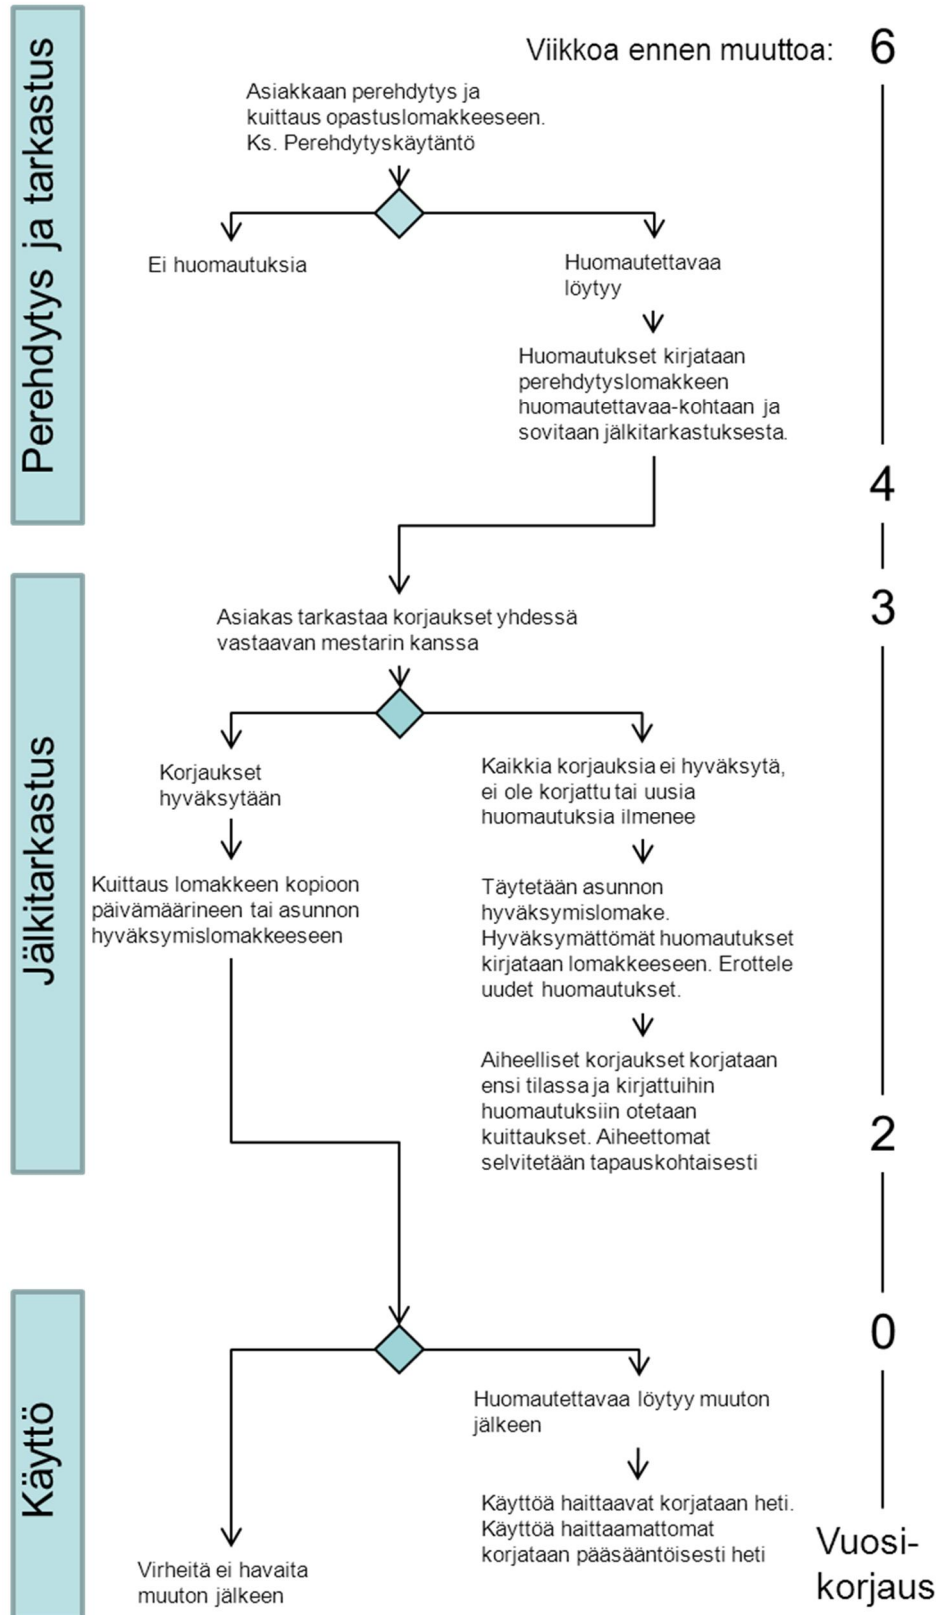 Viikkoa ennen muuttoa: 6
Perehdytys ja tarkastus
Asiakkaan perehdytys ja
kuittaus opastuslomakkeeseen.
Ks. Perehdytyskäytäntö
Ei huomautuksia
Huomautettavaa
löytyy
Huomautukset kirjataan
perehdytyslomakkeen
huomautettavaa-kohtaan ja
sovitaan jälkitarkastuksesta.
4
3
Jälkitarkastus
Asiakas tarkastaa korjaukset yhdessä
vastaavan mestarin kanssa
Korjaukset
hyväksytään
Kuittaus lomakkeen kopioon
päivämäärineen tai asunnon
hyväksymislomakkeeseen
Kaikkia korjauksia ei hyväksytä,
ei ole korjattu tai uusia
huomautuksia ilmenee
Täytetään asunnon
hyväksymislomake.
Hyväksymättömät huomautukset
kirjataan lomakkeeseen. Erottele
uudet huomautukset.
Aiheelliset korjaukset korjataan
ensi tilassa ja kirjattuihin
huomautuksiin otetaan
kuittaukset. Aiheettomat
selvitetään tapauskohtaisesti
2
0
Käyttö
Huomautettavaa löytyy muuton
jälkeen
Käyttöä haittaavat korjataan heti.
Käyttöä haittaamattomat
korjataan pääsääntöisesti heti
Virheitä ei havaita
muuton jälkeen
Vuosi-
korjaus